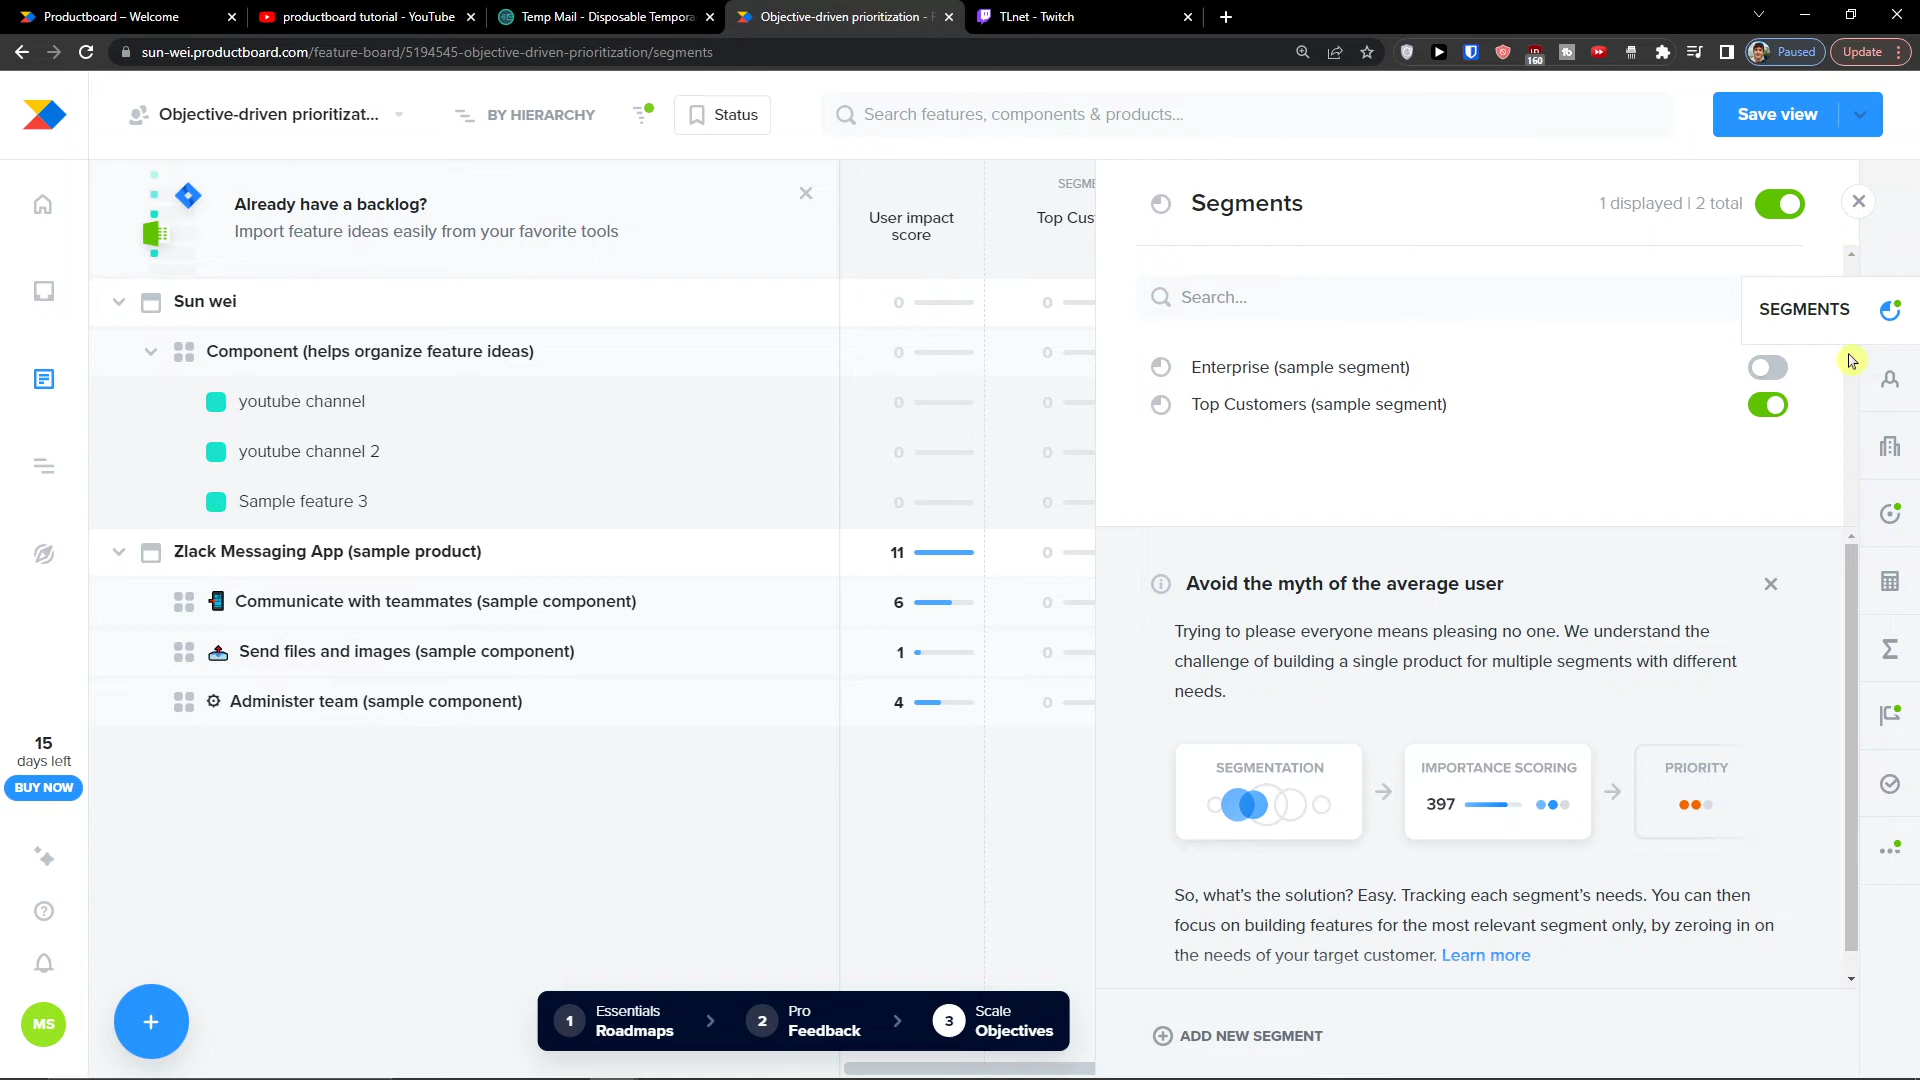 Productboard – Welcome
productboard tutorial - YouTube
Temp Mail - Disposable Tempora
Objective-driven prioritization -
TLnet - Twitch
sun-wei.productboard.com/feature-board/5194545-objective-driven-prioritization/segments
160
Paused
Update
Objective-driven prioritizat...
BY HIERARCHY
Status
Search features, components & products...
Save view
Already have a backlog?
Import feature ideas easily from your favorite tools
User impact
score
SEGME
Top Cus
Sun wei
0
0
Component (helps organize feature ideas)
0
0
youtube channel
0
0
youtube channel 2
0
0
Sample feature 3
0
0
Zlack Messaging App (sample product)
11
0
Communicate with teammates (sample component)
6
0
Send files and images (sample component)
1
0
Administer team (sample component)
4
0
Segments
1 displayed | 2 total
Search...
SEGMENTS
Enterprise (sample segment)
Top Customers (sample segment)
Avoid the myth of the average user
Trying to please everyone means pleasing no one. We understand the
challenge of building a single product for multiple segments with different
needs.
SEGMENTATION
IMPORTANCE SCORING
397
PRIORITY
So, what's the solution? Easy. Tracking each segment's needs. You can then
focus on building features for the most relevant segment only, by zeroing in on
the needs of your target customer. Learn more
ADD NEW SEGMENT
15
days left
BUY NOW
MS
1
Essentials
Roadmaps
2
Pro
Feedback
3
Scale
Objectives